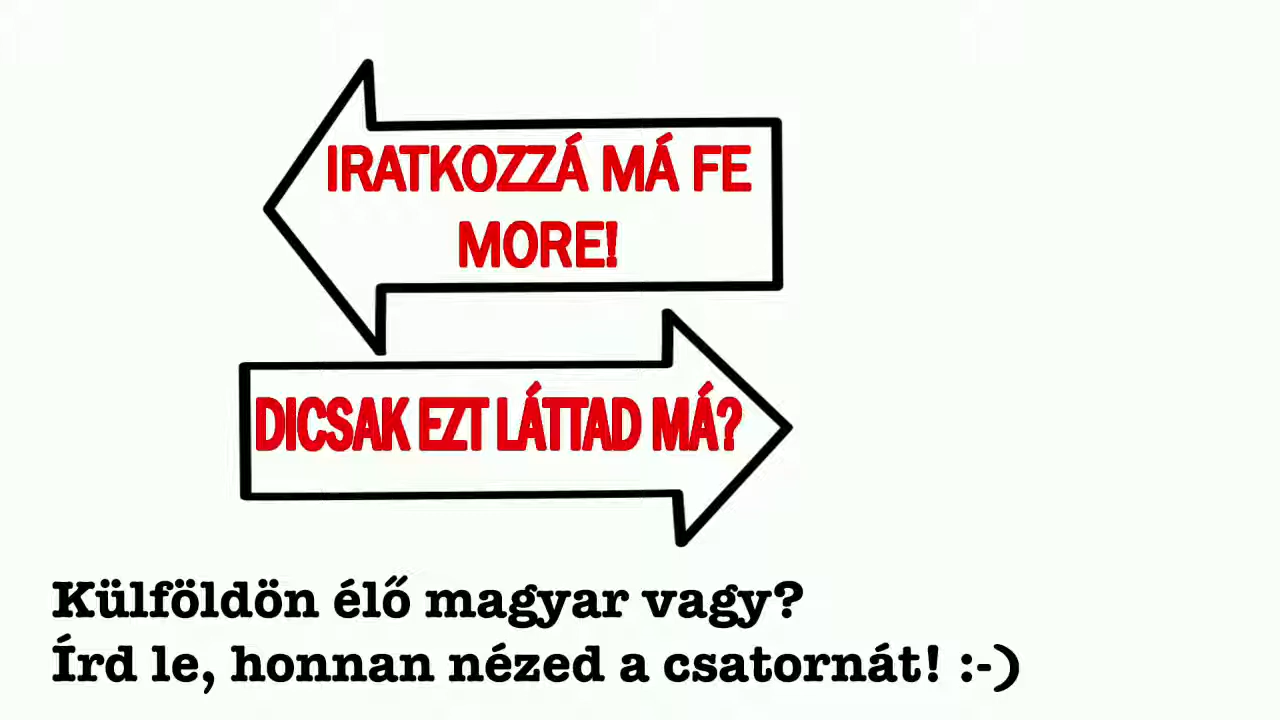 IRATKOZZÁ MÁ FE
MORE!
DICSAK EZT LÁTTAD MÁ?
Külföldön élő magyar vagy?
Írd le, honnan nézed a csatornát! :-)